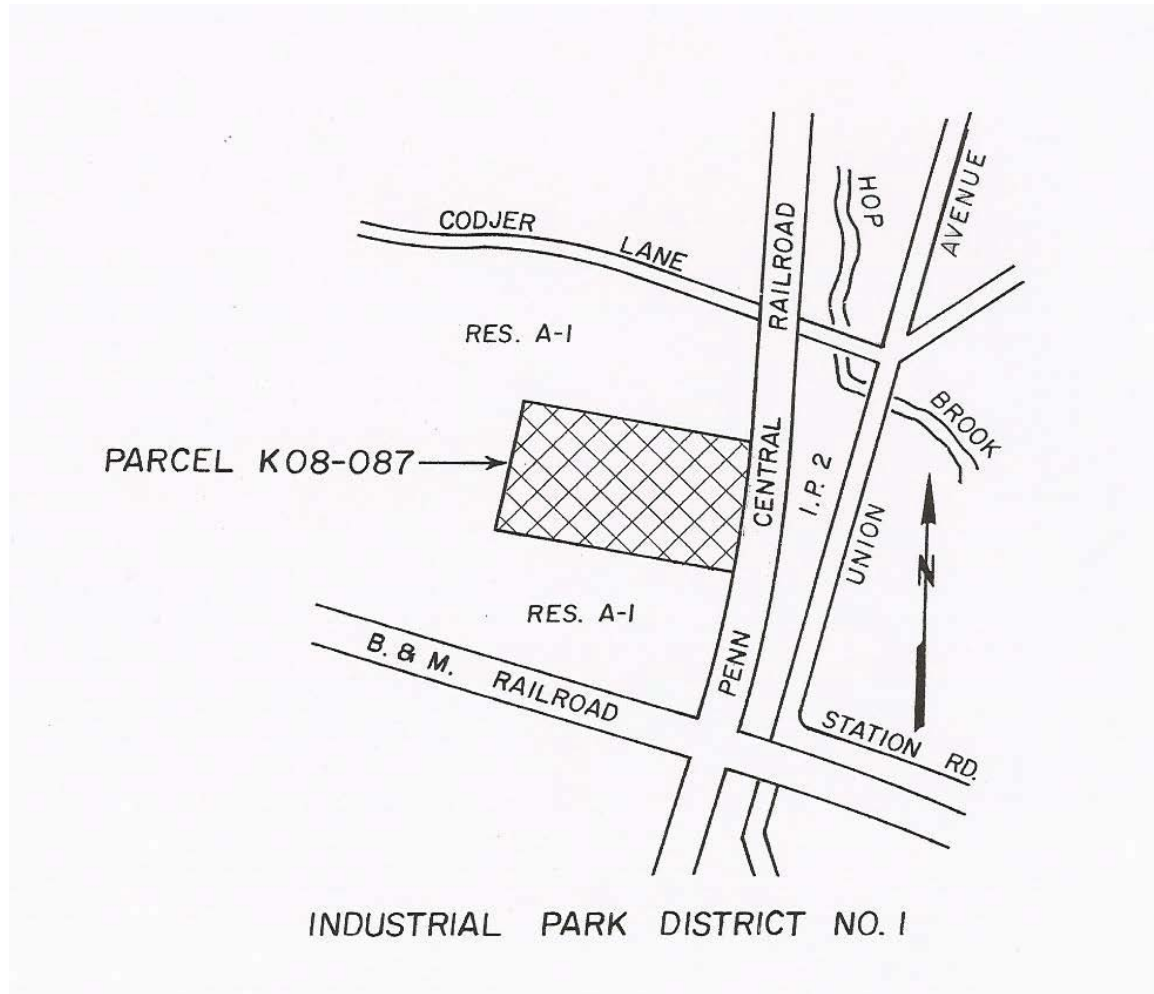 CODJER LANE
PENN CENTRAL RAILROAD
HOP BROOK
UNION AVENUE
RES. A-1
PARCEL K08-087
I.P. 2
N
RES. A-1
B. & M. RAILROAD
STATION RD.
INDUSTRIAL PARK DISTRICT NO. 1